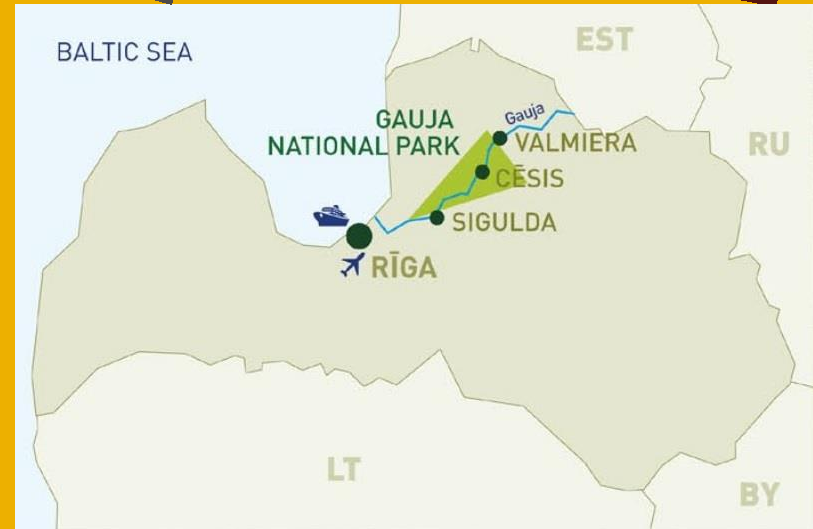 BALTIC SEA
EST
Gauja
GAUJA
NATIONAL PARK
VALMIERA
RU
CĒSIS
SIGULDA
RĪGA
LT
BY